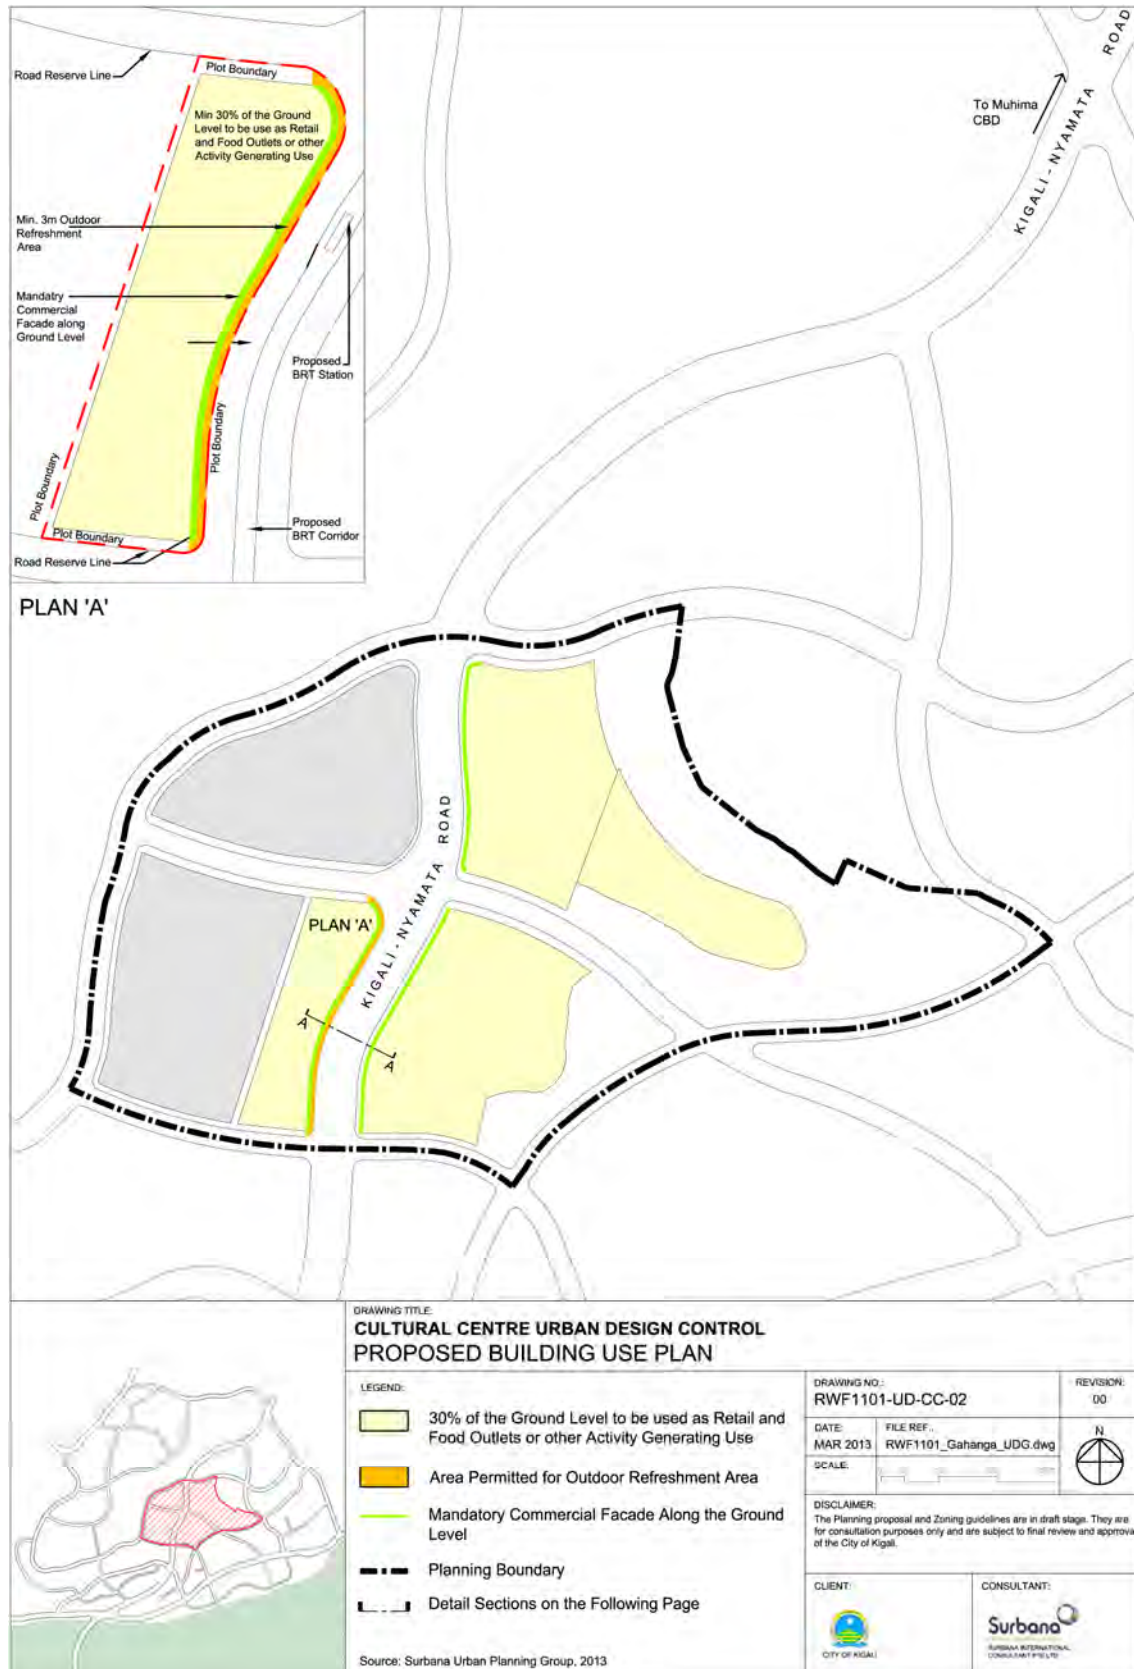 Road Reserve Line
Plot Boundary
Min 30% of the Ground
Level to be use as Retail
and Food Outlets or other
Activity Generating Use
Min. 3m Outdoor
Refreshment
Area
Mandatry
Commercial
Facade along
Ground Level
Proposed
BRT Station
Plot Boundary
Plot Boundary
Plot Boundary
Proposed
BRT Corridor
Road Reserve Line
PLAN 'A'
To Muhima
CBD
KIGALI - NYAMATA ROAD
KIGALI - NYAMATA ROAD
PLAN 'A'
A
A
DRAWING TITLE:
CULTURAL CENTRE URBAN DESIGN CONTROL
PROPOSED BUILDING USE PLAN
LEGEND:
30% of the Ground Level to be used as Retail and
Food Outlets or other Activity Generating Use
Area Permitted for Outdoor Refreshment Area
Mandatory Commercial Facade Along the Ground
Level
Planning Boundary
Detail Sections on the Following Page
Source: Surbana Urban Planning Group, 2013
DRAWING NO.:
RWF1101-UD-CC-02
REVISION:
00
DATE:
MAR 2013
FILE REF.:
RWF1101_Gahanga_UDG.dwg
SCALE:
N
DISCLAIMER:
The Planning proposal and Zoning guidelines are in draft stage. They are
for consultation purposes only and are subject to final review and approva
of the City of Kigali.
CLIENT:
CITY OF KIGALI
CONSULTANT:
Surbana
SURBANA INTERNATIONAL
CONSULTANT PTE LTD